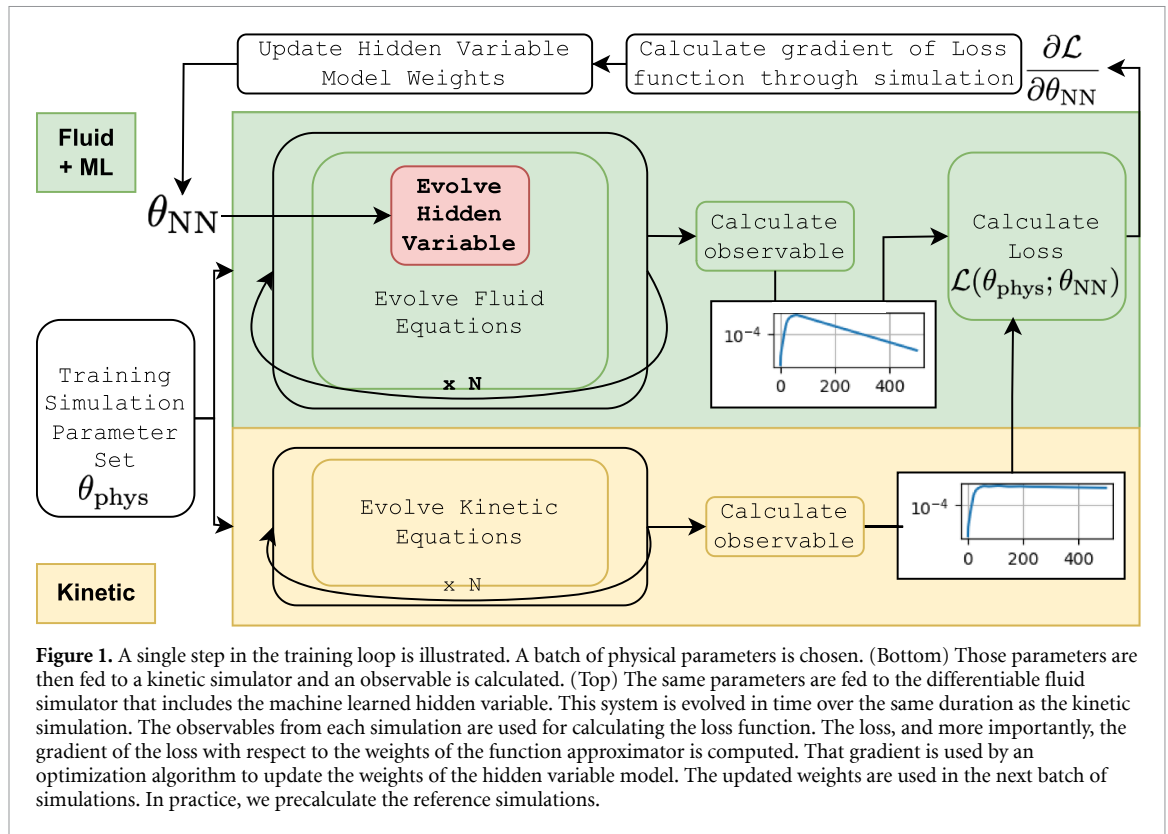 Update Hidden Variable
Model Weights
Calculate gradient of Loss
function through simulation
∂ℒ
∂θNN
Fluid
+ ML
θNN
Evolve
Hidden
Variable
Evolve Fluid
Equations
x N
Calculate
observable
10⁻⁴
0 200 400
Calculate
Loss
ℒ(θphys; θNN)
Training
Simulation
Parameter
Set
θphys
Kinetic
Evolve Kinetic
Equations
x N
Calculate
observable
10⁻⁴
0 200 400
Figure 1. A single step in the training loop is illustrated. A batch of physical parameters is chosen. (Bottom) Those parameters are
then fed to a kinetic simulator and an observable is calculated. (Top) The same parameters are fed to the differentiable fluid
simulator that includes the machine learned hidden variable. This system is evolved in time over the same duration as the kinetic
simulation. The observables from each simulation are used for calculating the loss function. The loss, and more importantly, the
gradient of the loss with respect to the weights of the function approximator is computed. That gradient is used by an
optimization algorithm to update the weights of the hidden variable model. The updated weights are used in the next batch of
simulations. In practice, we precalculate the reference simulations.